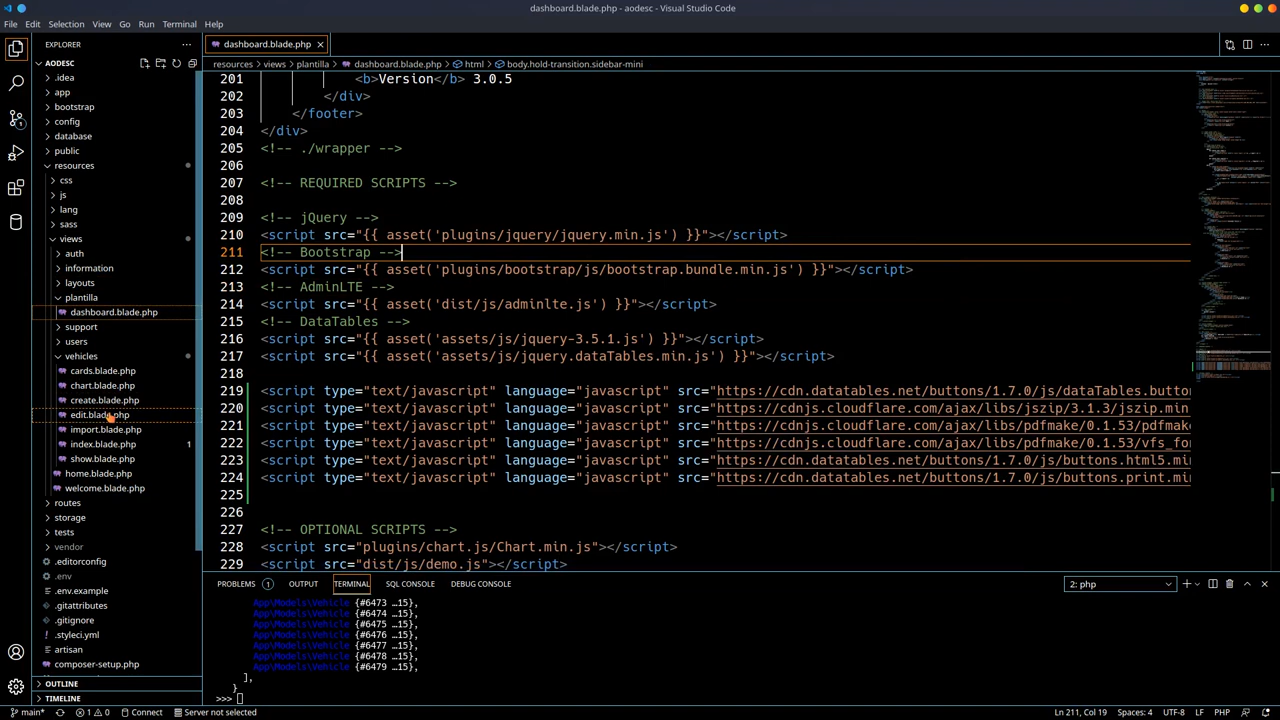 dashboard.blade.php - aodesc - Visual Studio Code
File Edit Selection View Go Run Terminal Help
EXPLORER
AODESC
.idea
app
bootstrap
config
database
public
resources
css
js
lang
sass
views
auth
information
layouts
plantilla
dashboard.blade.php
support
users
vehicles
cards.blade.php
chart.blade.php
create.blade.php
edit.blade.php
import.blade.php
index.blade.php 1
show.blade.php
home.blade.php
welcome.blade.php
routes
storage
tests
vendor
.editorconfig
.env
.env.example
.gitattributes
.gitignore
.styleci.yml
artisan
composer-setup.php
OUTLINE
TIMELINE
dashboard.blade.php
resources > views > plantilla > dashboard.blade.php > html > body.hold-transition.sidebar-mini
201 <b>Version</b> 3.0.5
202 </div>
203 </footer>
204 </div>
205 <!-- ./wrapper -->
206
207 <!-- REQUIRED SCRIPTS -->
208
209 <!-- jQuery -->
210 <script src="{{ asset('plugins/jquery/jquery.min.js') }}"></script>
211 <!-- Bootstrap -->
212 <script src="{{ asset('plugins/bootstrap/js/bootstrap.bundle.min.js') }}"></script>
213 <!-- AdminLTE -->
214 <script src="{{ asset('dist/js/adminlte.js') }}"></script>
215 <!-- DataTables -->
216 <script src="{{ asset('assets/js/jquery-3.5.1.js') }}"></script>
217 <script src="{{ asset('assets/js/jquery.dataTables.min.js') }}"></script>
218
219 <script type="text/javascript" language="javascript" src="https://cdn.datatables.net/buttons/1.7.0/js/dataTables.butto
220 <script type="text/javascript" language="javascript" src="https://cdnjs.cloudflare.com/ajax/libs/jszip/3.1.3/jszip.min
221 <script type="text/javascript" language="javascript" src="https://cdnjs.cloudflare.com/ajax/libs/pdfmake/0.1.53/pdfmak
222 <script type="text/javascript" language="javascript" src="https://cdnjs.cloudflare.com/ajax/libs/pdfmake/0.1.53/vfs_fo
223 <script type="text/javascript" language="javascript" src="https://cdn.datatables.net/buttons/1.7.0/js/buttons.html5.mi
224 <script type="text/javascript" language="javascript" src="https://cdn.datatables.net/buttons/1.7.0/js/buttons.print.mi
225
226
227 <!-- OPTIONAL SCRIPTS -->
228 <script src="plugins/chart.js/Chart.min.js"></script>
229 <script src="dist/js/demo.js"></script>
PROBLEMS 1 OUTPUT TERMINAL SQL CONSOLE DEBUG CONSOLE 2: php
App\Models\Vehicle {#6473 …15},
App\Models\Vehicle {#6474 …15},
App\Models\Vehicle {#6475 …15},
App\Models\Vehicle {#6476 …15},
App\Models\Vehicle {#6477 …15},
App\Models\Vehicle {#6478 …15},
App\Models\Vehicle {#6479 …15},
],
}
>>>
main* 1 0 Connect Server not selected Ln 211, Col 19 Spaces: 4 UTF-8 LF PHP